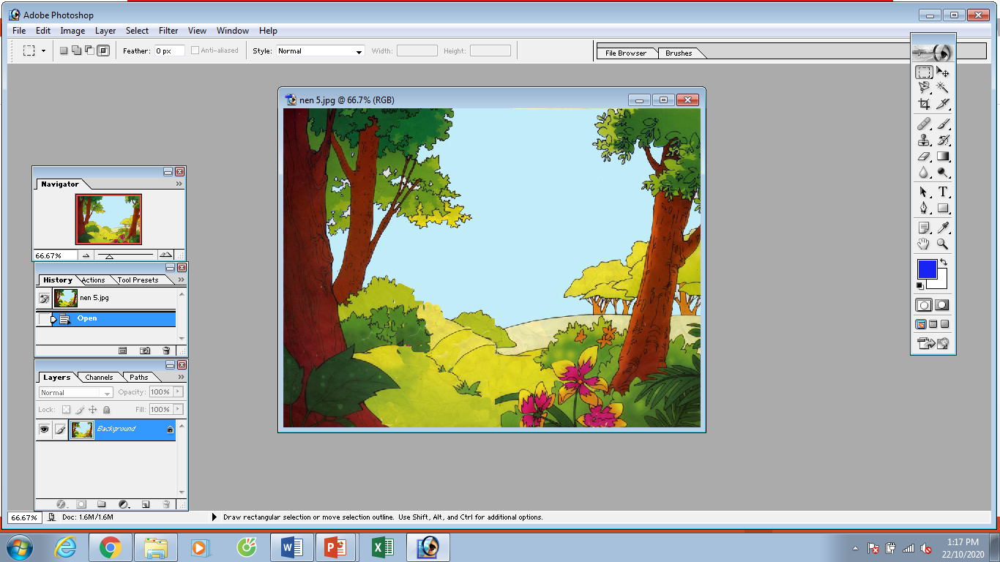 Adobe Photoshop
File Edit Image Layer Select Filter View Window Help
Feather: 0 px Anti-aliased Style: Normal Width: Height: File Browser Brushes
nen 5.jpg @ 66.7% (RGB)
Navigator
66.67%
History Actions Tool Presets
nen 5.jpg
Open
Layers Channels Paths
Normal Opacity: 100%
Lock: Fill: 100%
Background
66.67% Doc: 1.6M/1.6M Draw rectangular selection or move selection outline. Use Shift, Alt, and Ctrl for additional options.
1:17 PM
22/10/2020